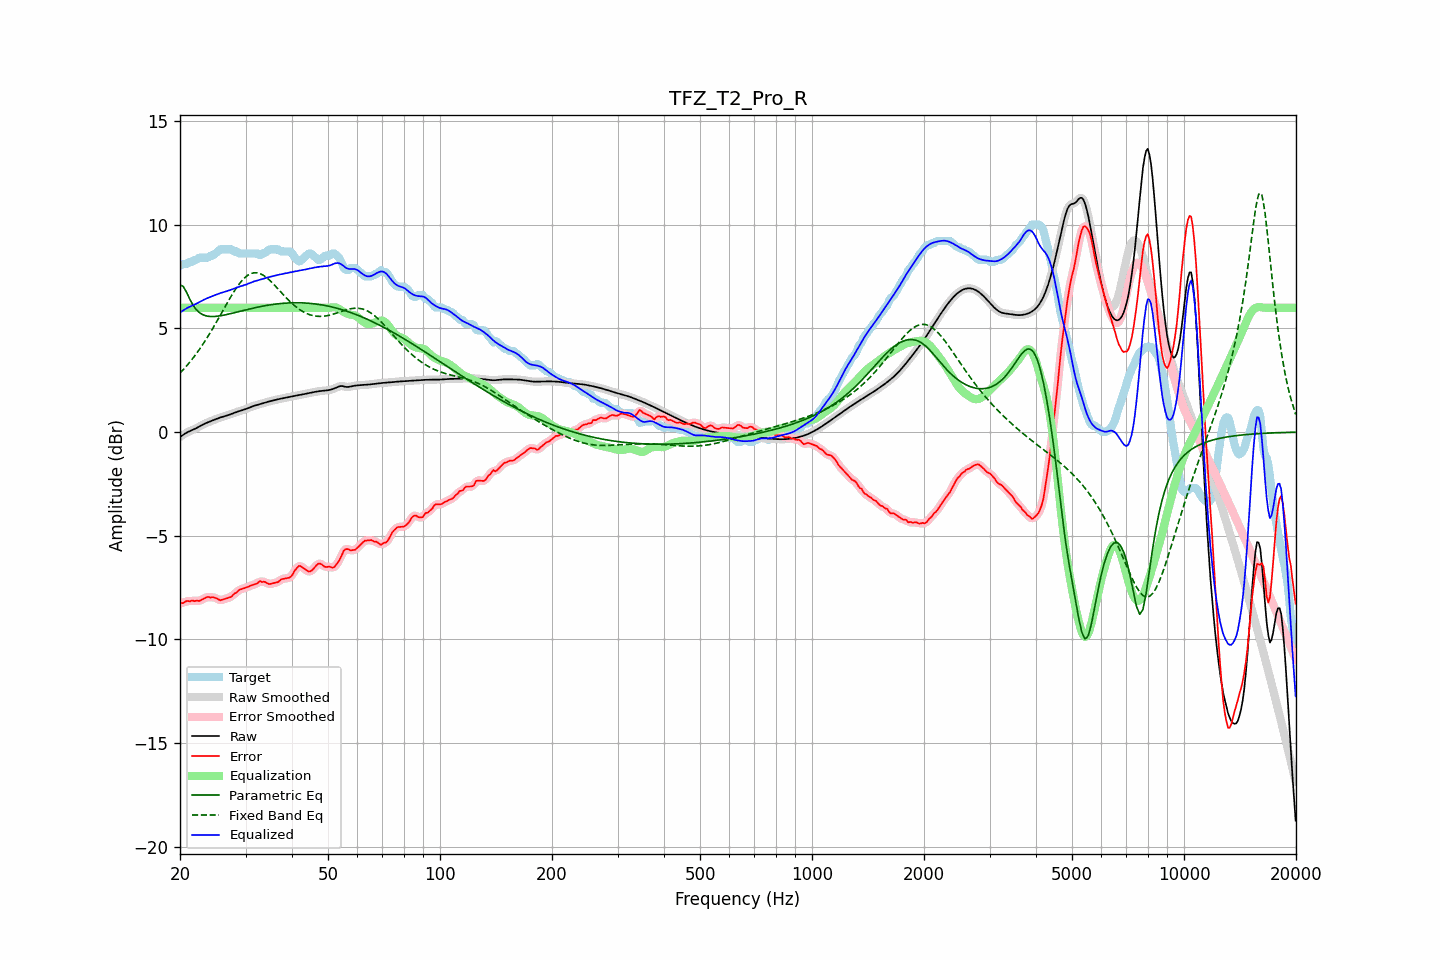 TFZ_T2_Pro_R
Amplitude (dBr)
15
10
5
0
−5
−10
−15
−20
Target
Raw Smoothed
Error Smoothed
Raw
Error
Equalization
Parametric Eq
Fixed Band Eq
Equalized
20 50 100 200 500 1000 2000 5000 10000 20000
Frequency (Hz)